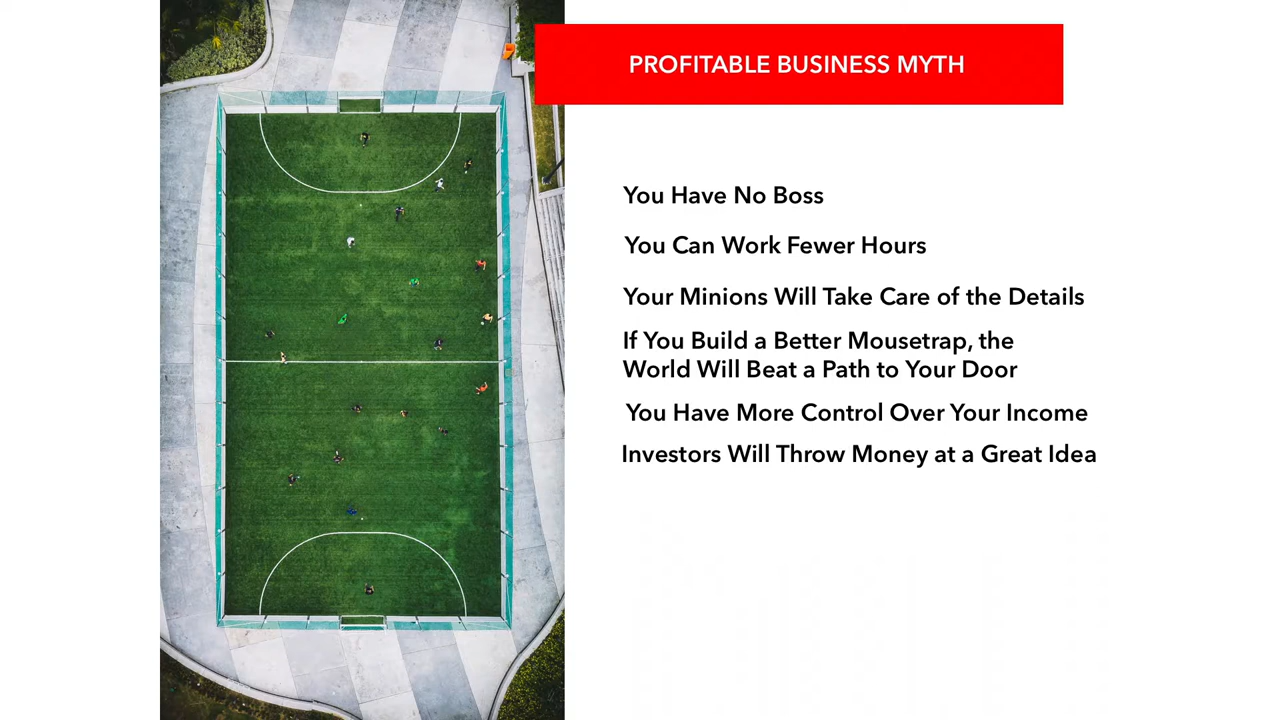 PROFITABLE BUSINESS MYTH
You Have No Boss
You Can Work Fewer Hours
Your Minions Will Take Care of the Details
If You Build a Better Mousetrap, the
World Will Beat a Path to Your Door
You Have More Control Over Your Income
Investors Will Throw Money at a Great Idea